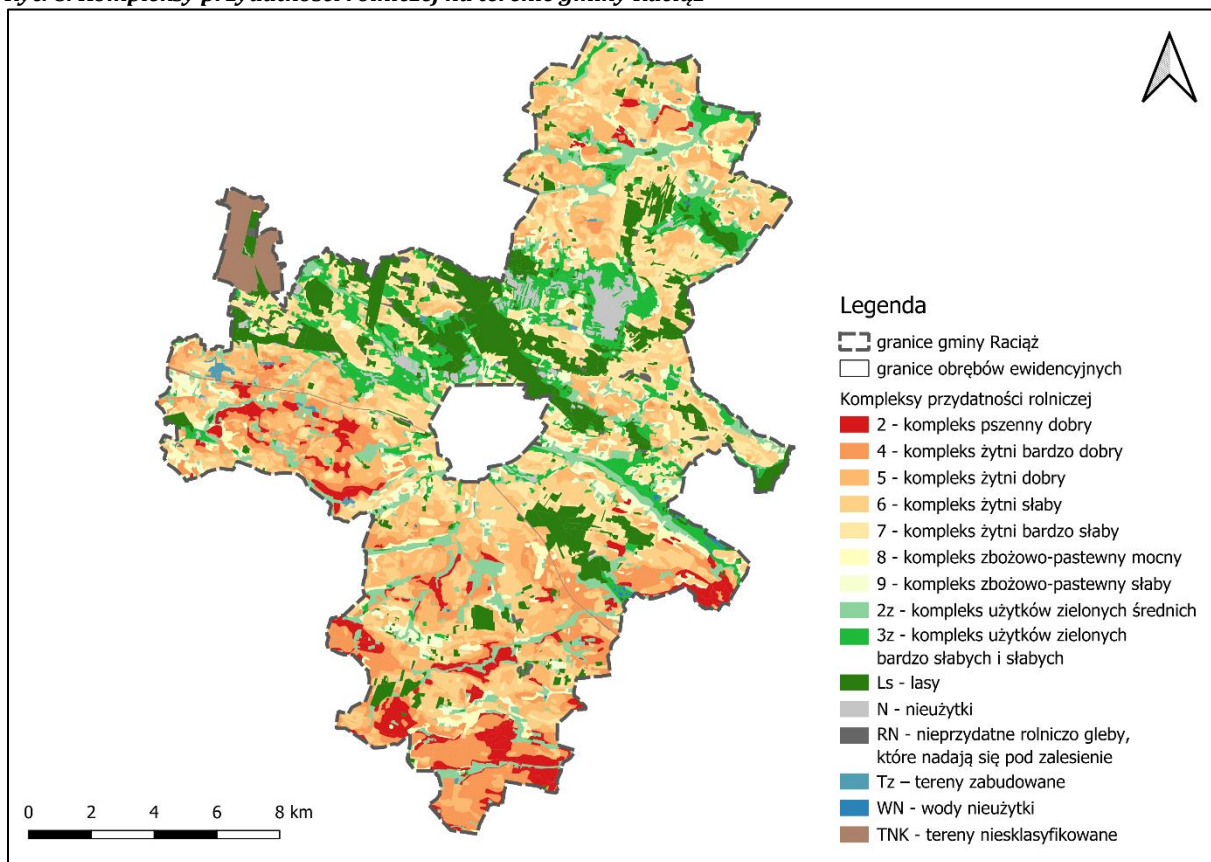 Legenda
granice gminy Raciąż
granice obrębów ewidencyjnych
Kompleksy przydatności rolniczej
2 - kompleks pszenny dobry
4 - kompleks żytni bardzo dobry
5 - kompleks żytni dobry
6 - kompleks żytni słaby
7 - kompleks żytni bardzo słaby
8 - kompleks zbożowo-pastewny mocny
9 - kompleks zbożowo-pastewny słaby
2z - kompleks użytków zielonych średnich
3z - kompleks użytków zielonych
bardzo słabych i słabych
Ls - lasy
N - nieużytki
RN - nieprzydatne rolniczo gleby,
które nadają się pod zalesienie
Tz – tereny zabudowane
WN - wody nieużytki
TNK - tereny niesklasyfikowane
0 2 4 6 8 km